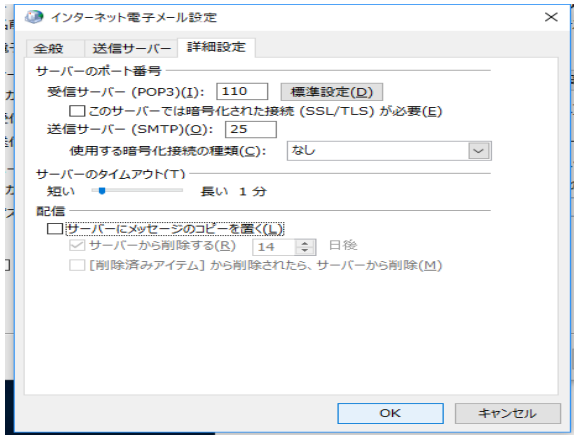 インターネット電子メール設定
全般 送信サーバー 詳細設定
サーバーのポート番号
受信サーバー (POP3)(I): 110 標準設定(D)
このサーバーでは暗号化された接続 (SSL/TLS) が必要(E)
送信サーバー (SMTP)(O): 25
使用する暗号化接続の種類(C): なし
サーバーのタイムアウト(T)
短い 長い 1 分
配信
サーバーにメッセージのコピーを置く(L)
サーバーから削除する(R) 14 日後
[削除済みアイテム] から削除されたら、サーバーから削除(M)
OK キャンセル